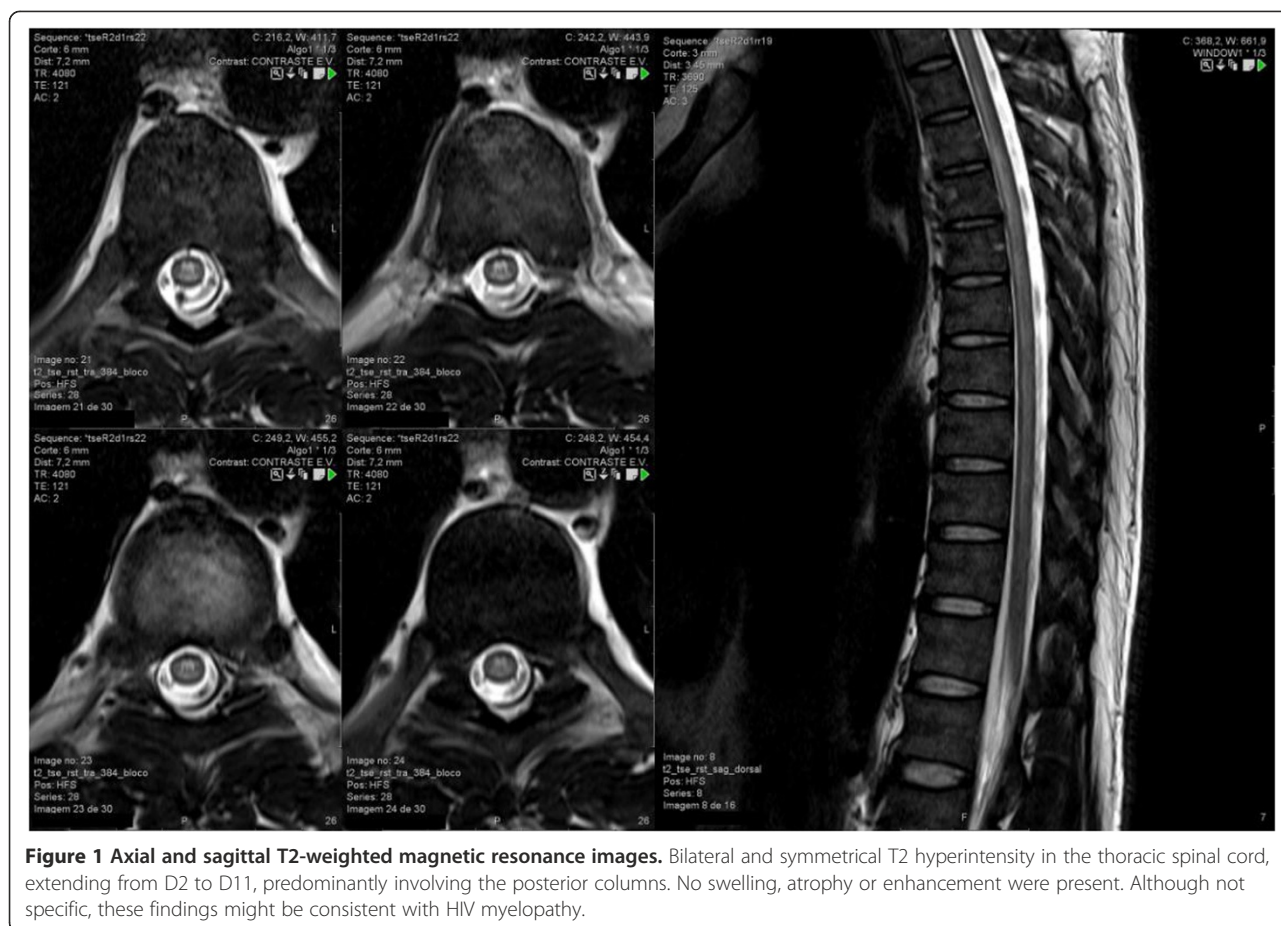 Sequence: *tseR2d1rs22
Corte: 6 mm
Dist: 7,2 mm
TR: 4080
TE: 121
AC: 2
C: 216,2, W: 411,7
Algo1 * 1/3
Contrast: CONTRASTE E.V.
L
Image no: 21
t2_tse_rst_tra_384_bloco
Pos: HFS
Series: 28
Imagem 21 de 30
P
26
Sequence: *tseR2d1rs22
Corte: 6 mm
Dist: 7,2 mm
TR: 4080
TE: 121
AC: 2
C: 242,2, W: 443,9
Algo1 * 1/3
Contrast: CONTRASTE E.V.
L
Image no: 22
t2_tse_rst_tra_384_bloco
Pos: HFS
Series: 28
Imagem 22 de 30
P
26
Sequence: *tseR2d1rs22
Corte: 6 mm
Dist: 7,2 mm
TR: 4080
TE: 121
AC: 2
C: 249,2, W: 455,2
Algo1 * 1/3
Contrast: CONTRASTE E.V.
L
Image no: 23
t2_tse_rst_tra_384_bloco
Pos: HFS
Series: 28
Imagem 23 de 30
P
26
Sequence: *tseR2d1rs22
Corte: 6 mm
Dist: 7,2 mm
TR: 4080
TE: 121
AC: 2
C: 248,2, W: 454,4
Algo1 * 1/3
Contrast: CONTRASTE E.V.
L
Image no: 24
t2_tse_rst_tra_384_bloco
Pos: HFS
Series: 28
Imagem 24 de 30
P
26
Sequence: *tseR2d1rr19
Corte: 3 mm
Dist: 3,45 mm
TR: 3690
TE: 125
AC: 3
C: 368,2, W: 661,9
WINDOW1 * 1/3
P
Image no: 8
t2_tse_rst_sag_dorsal
Pos: HFS
Series: 8
Imagem 8 de 16
F
7
Figure 1 Axial and sagittal T2-weighted magnetic resonance images. Bilateral and symmetrical T2 hyperintensity in the thoracic spinal cord,
extending from D2 to D11, predominantly involving the posterior columns. No swelling, atrophy or enhancement were present. Although not
specific, these findings might be consistent with HIV myelopathy.